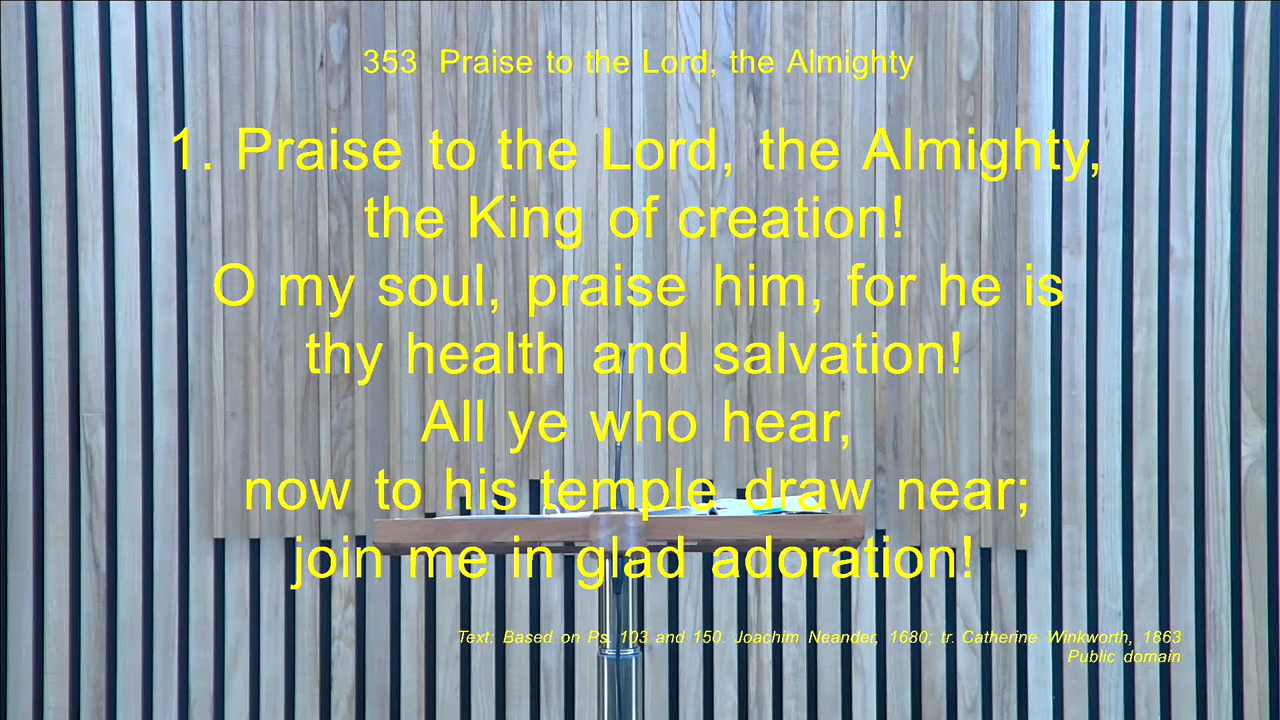 353 Praise to the Lord, the Almighty
1. Praise to the Lord, the Almighty,
the King of creation!
O my soul, praise him, for he is
thy health and salvation!
All ye who hear,
now to his temple draw near;
join me in glad adoration!
Text: Based on Ps. 103 and 150. Joachim Neander, 1680; tr. Catherine Winkworth, 1863
Public domain